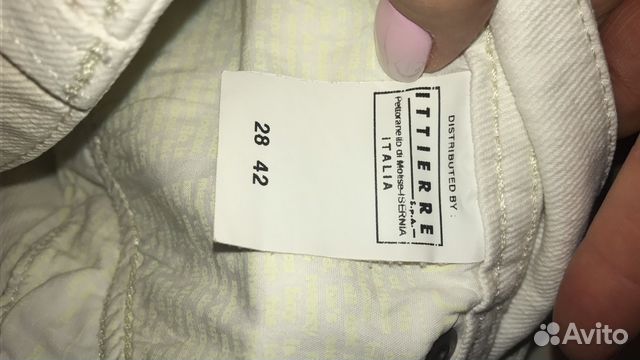 DISTRIBUTED BY:
ITTIERRE
S.P.A.
Pettoranello di Molise-ISERNIA
ITALIA
28 42
Avito